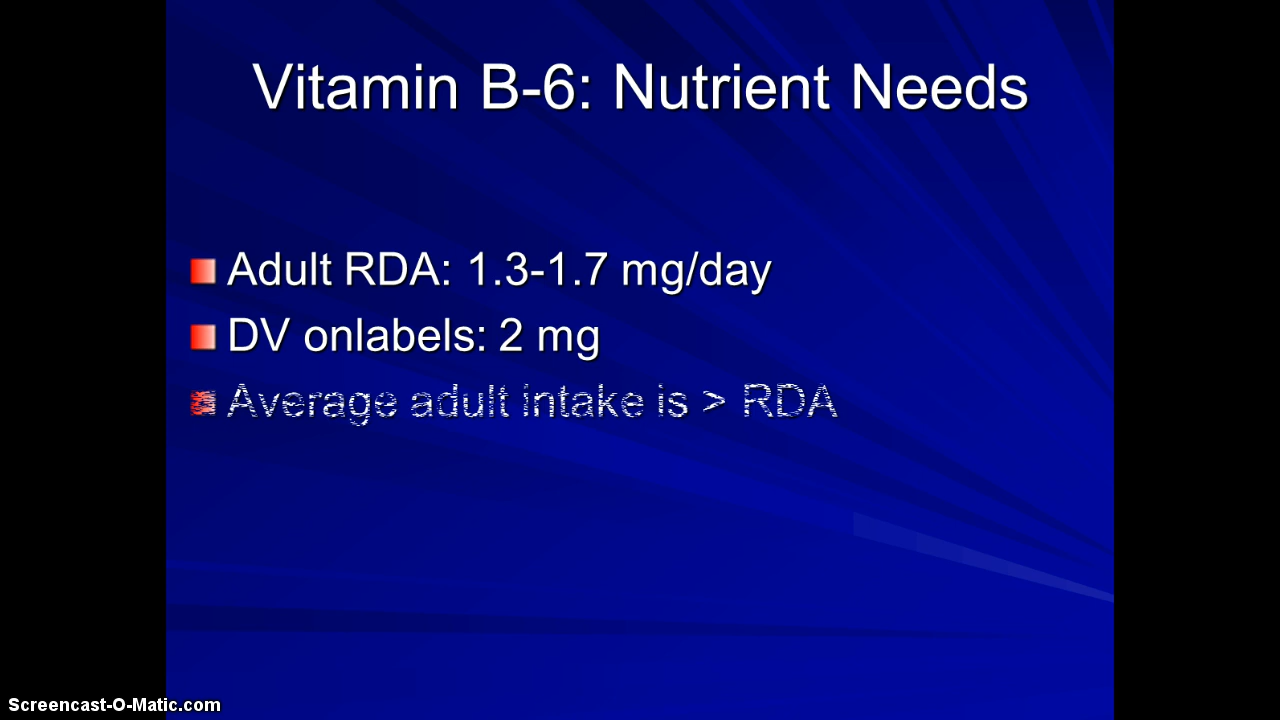 Vitamin B-6: Nutrient Needs
Adult RDA: 1.3-1.7 mg/day
DV onlabels: 2 mg
Average adult intake is > RDA
Screencast-O-Matic.com